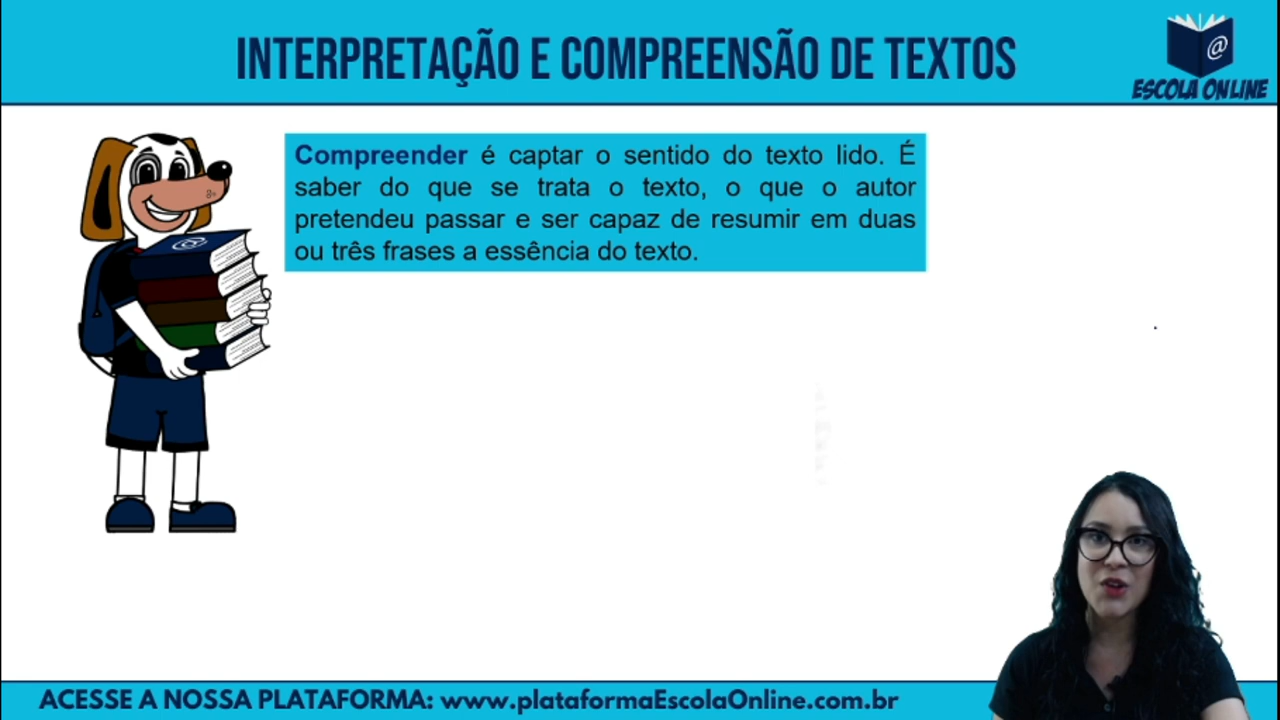 INTERPRETAÇÃO E COMPREENSÃO DE TEXTOS
@
ESCOLA ONLINE
Compreender é captar o sentido do texto lido. É
saber do que se trata o texto, o que o autor
pretendeu passar e ser capaz de resumir em duas
ou três frases a essência do texto.
@
ACESSE A NOSSA PLATAFORMA: www.plataformaEscolaOnline.com.br